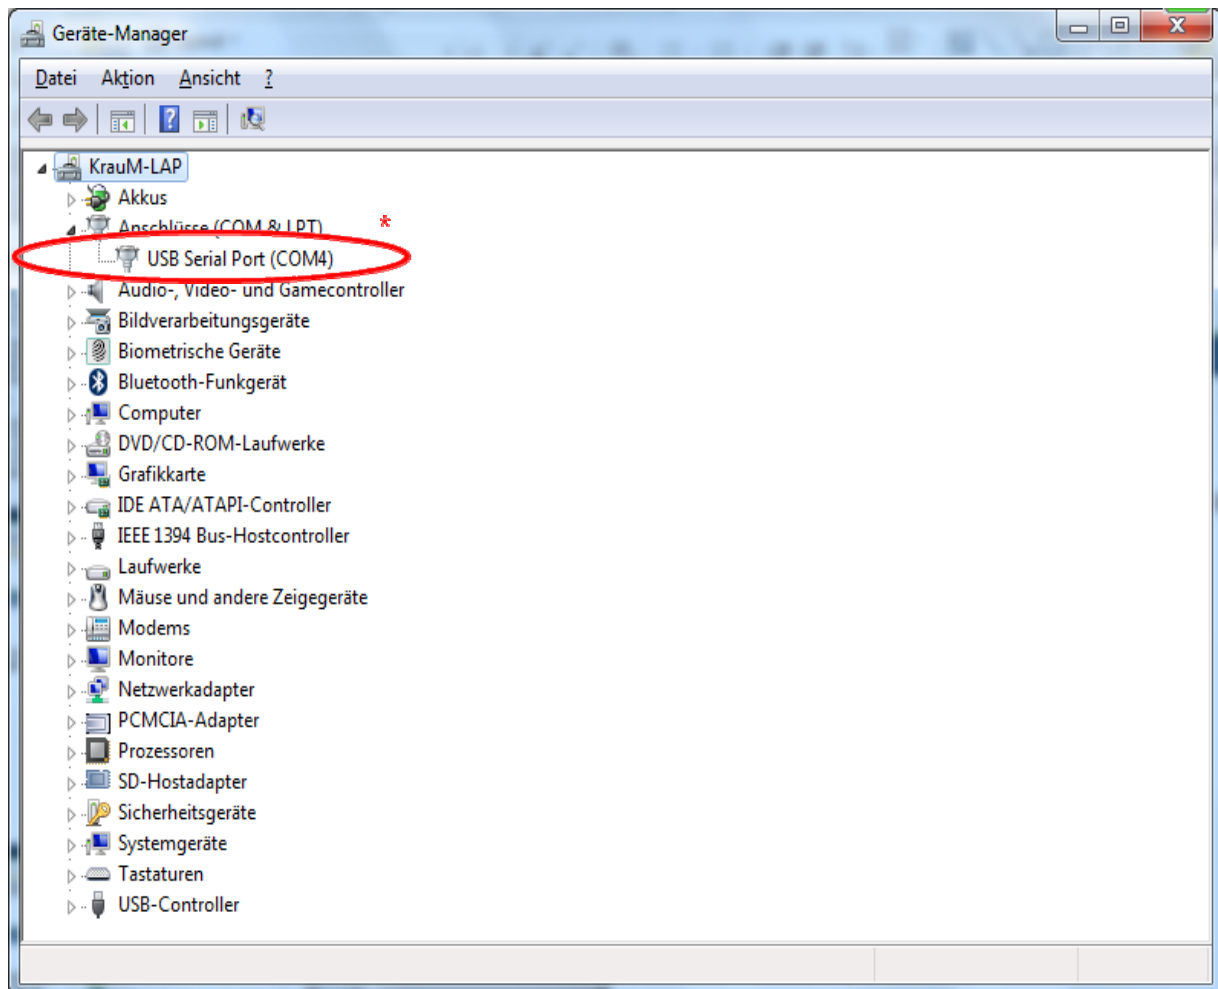 Geräte-Manager
Datei Aktion Ansicht ?
KrauM-LAP
Akkus
Anschlüsse (COM & LPT) *
USB Serial Port (COM4)
Audio-, Video- und Gamecontroller
Bildverarbeitungsgeräte
Biometrische Geräte
Bluetooth-Funkgerät
Computer
DVD/CD-ROM-Laufwerke
Grafikkarte
IDE ATA/ATAPI-Controller
IEEE 1394 Bus-Hostcontroller
Laufwerke
Mäuse und andere Zeigegeräte
Modems
Monitore
Netzwerkadapter
PCMCIA-Adapter
Prozessoren
SD-Hostadapter
Sicherheitsgeräte
Systemgeräte
Tastaturen
USB-Controller